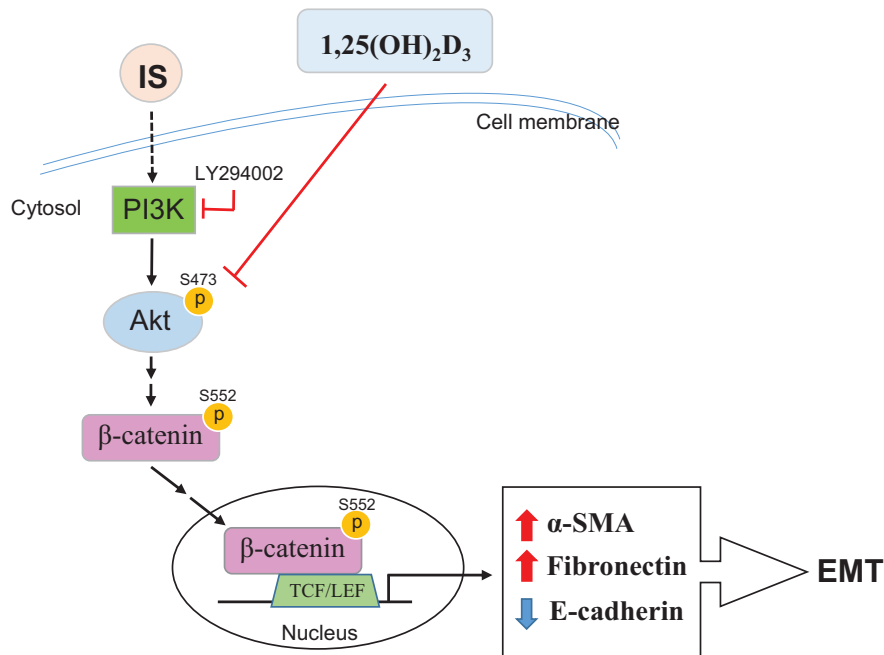 1,25(OH)₂D₃
IS
Cell membrane
LY294002
Cytosol
PI3K
S473
p
Akt
S552
p
β-catenin
S552
p
β-catenin
TCF/LEF
Nucleus
α-SMA
Fibronectin
E-cadherin
EMT